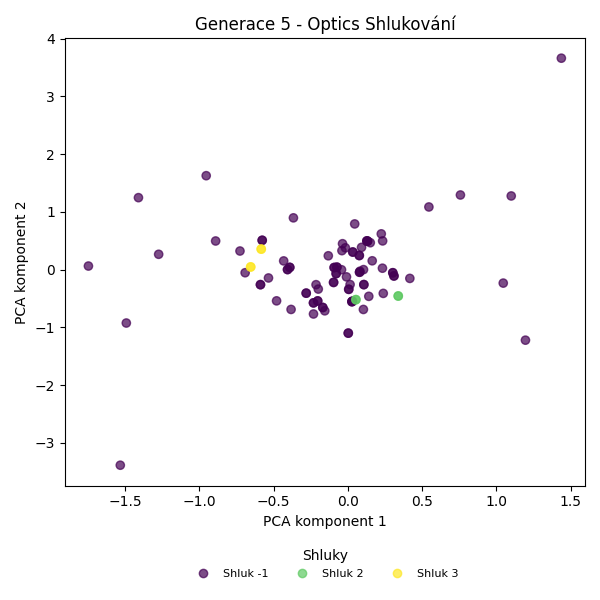 Generace 5 - Optics Shlukování
4
3
2
1
0
−1
−2
−3
PCA komponent 2
−1.5
−1.0
−0.5
0.0
0.5
1.0
1.5
PCA komponent 1
Shluky
Shluk -1
Shluk 2
Shluk 3